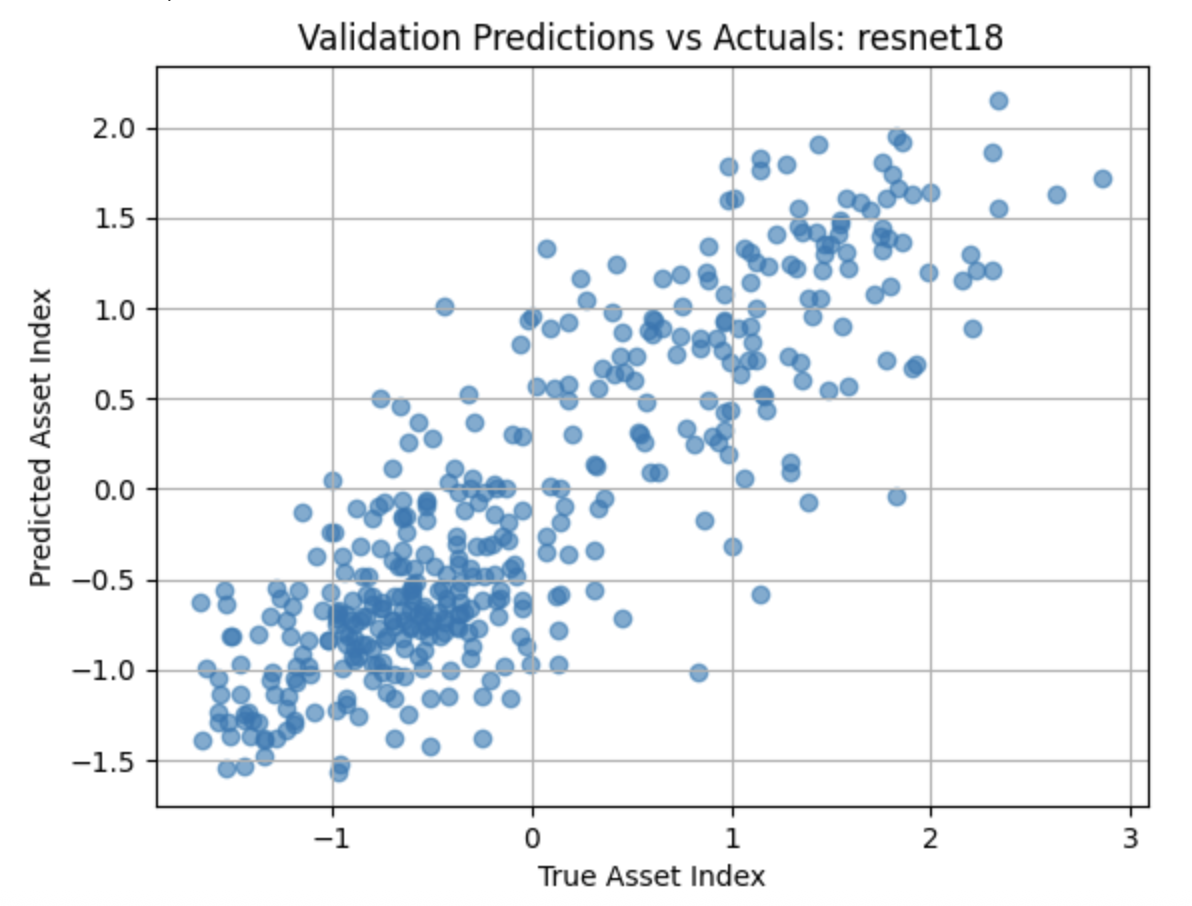 Validation Predictions vs Actuals: resnet18
2.0
1.5
1.0
0.5
0.0
−0.5
−1.0
−1.5
Predicted Asset Index
−1 0 1 2 3
True Asset Index